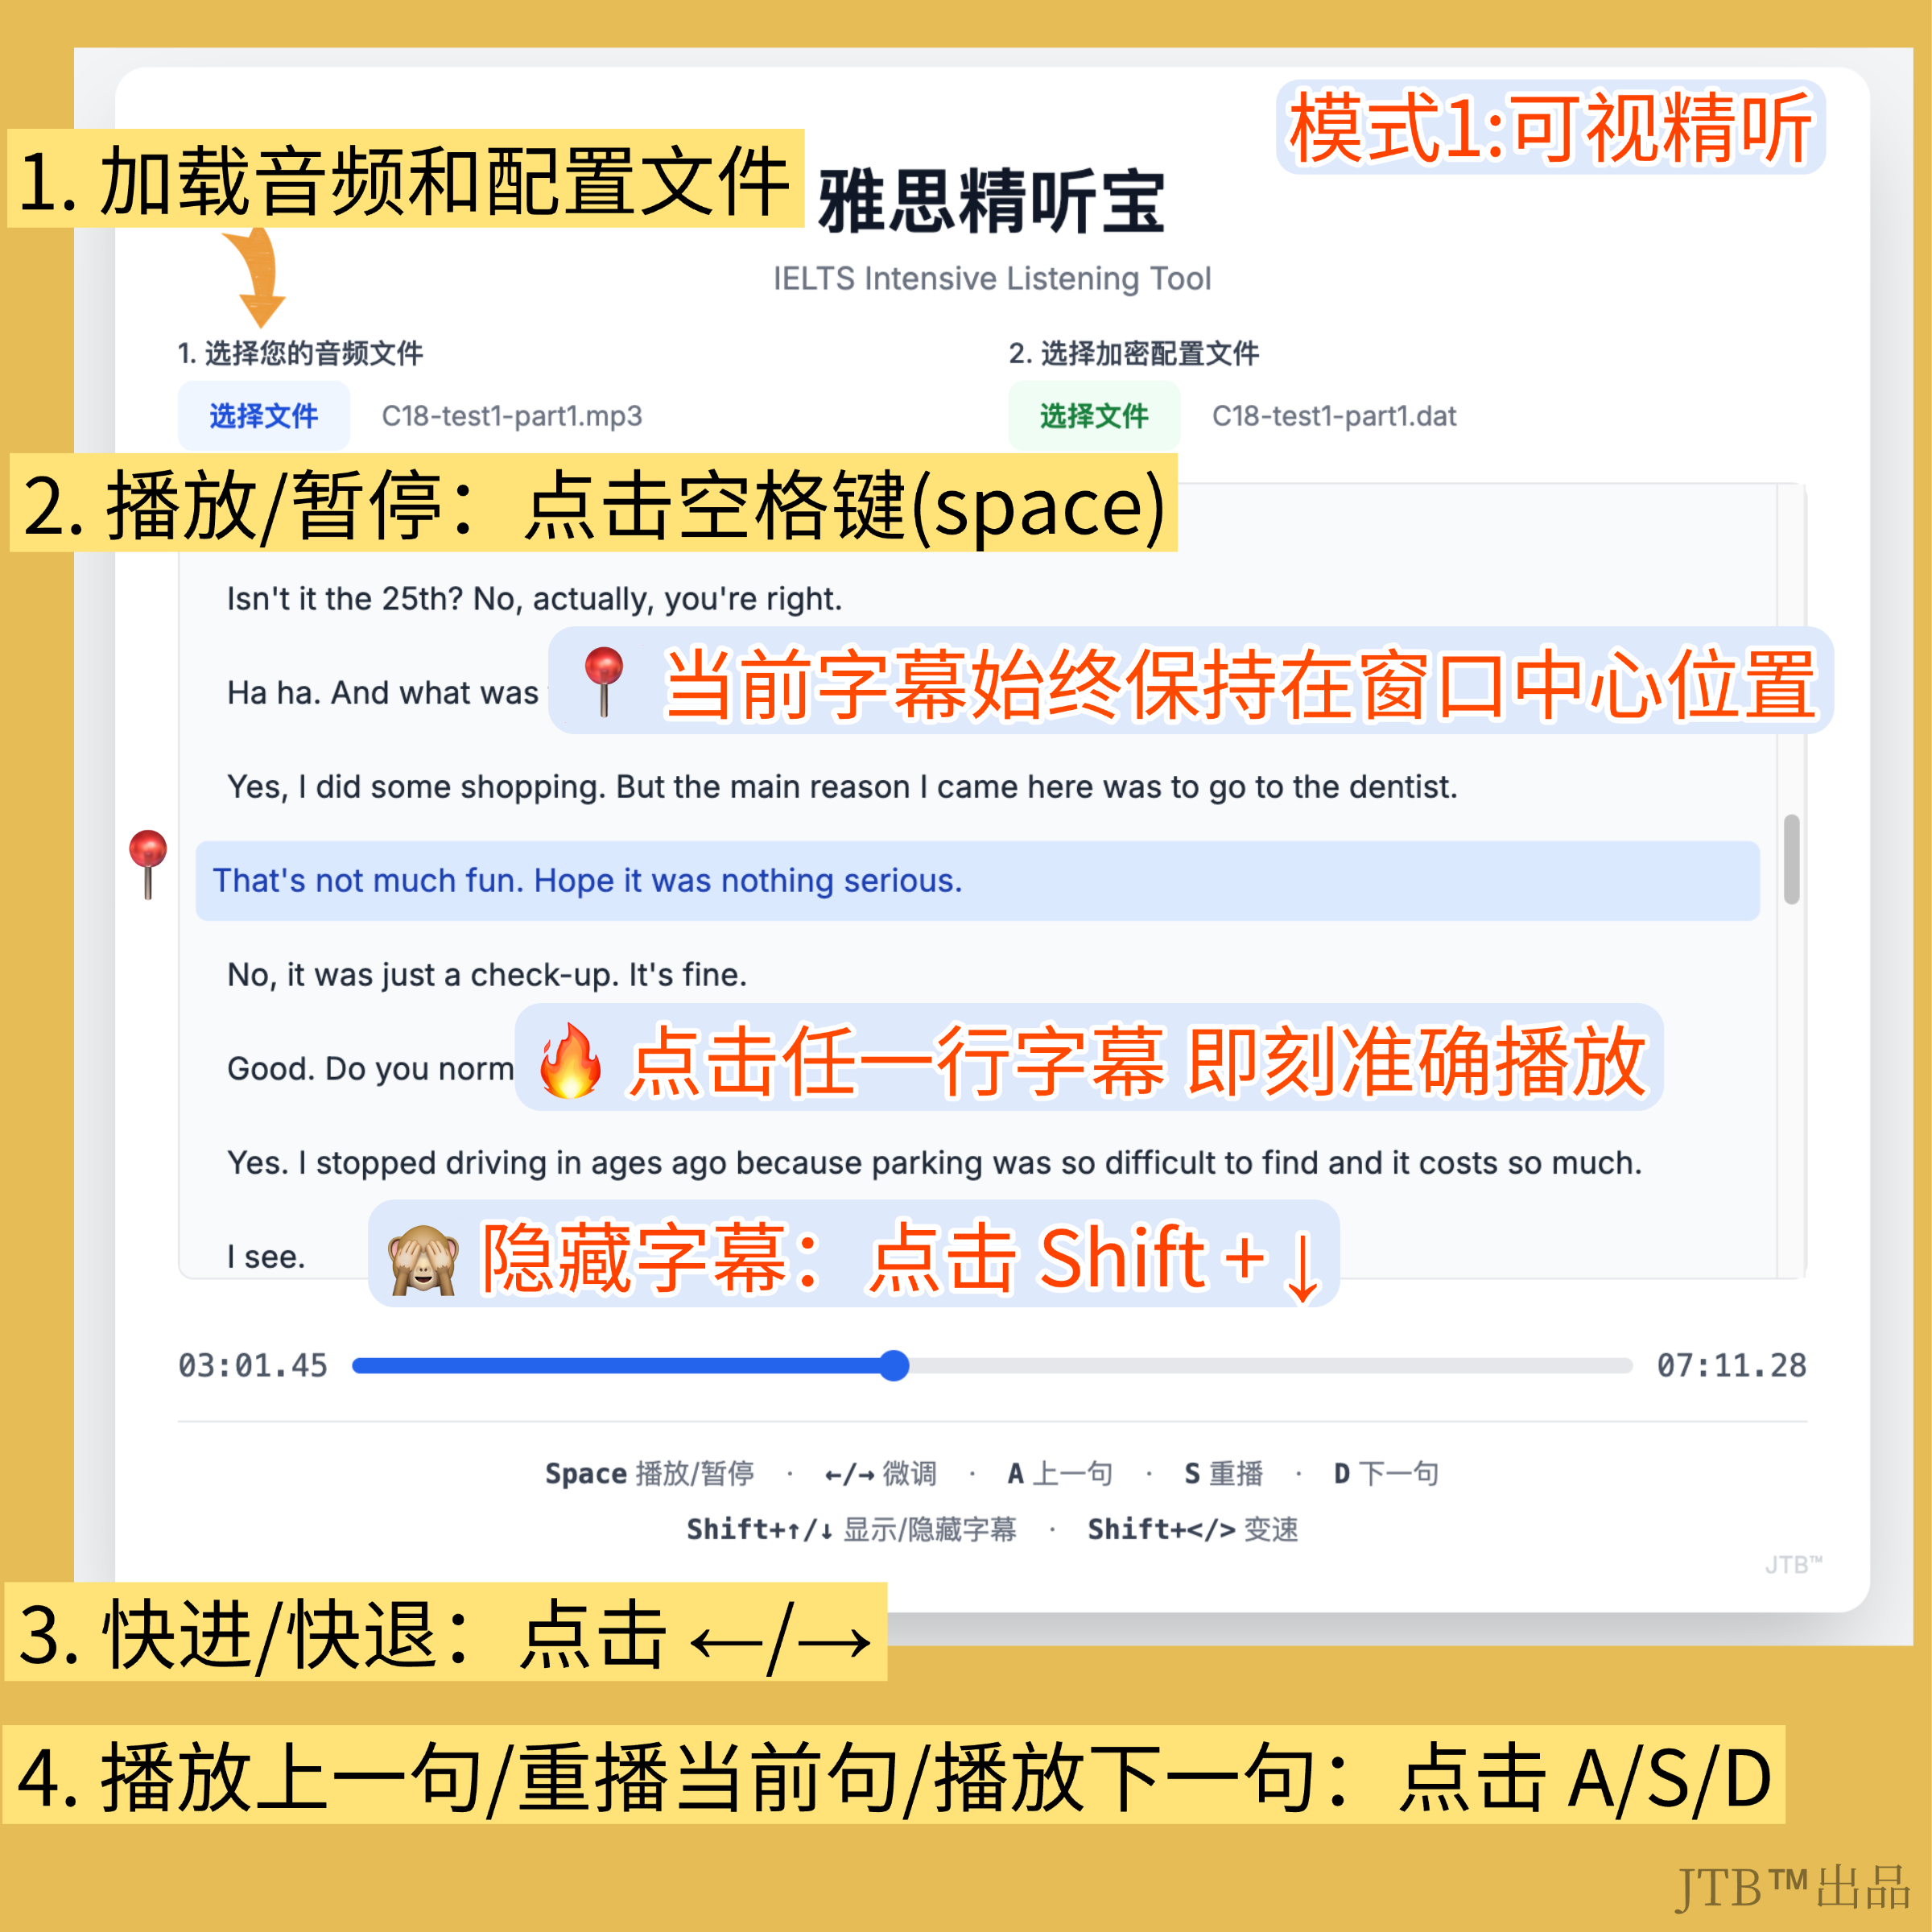 模式1:可视精听
1. 加载音频和配置文件
雅思精听宝
IELTS Intensive Listening Tool
1. 选择您的音频文件
2. 选择加密配置文件
选择文件 C18-test1-part1.mp3
选择文件 C18-test1-part1.dat
2. 播放/暂停：点击空格键(space)
Isn't it the 25th? No, actually, you're right.
Ha ha. And what was
📍 当前字幕始终保持在窗口中心位置
Yes, I did some shopping. But the main reason I came here was to go to the dentist.
That's not much fun. Hope it was nothing serious.
No, it was just a check-up. It's fine.
Good. Do you norm
🔥 点击任一行字幕 即刻准确播放
Yes. I stopped driving in ages ago because parking was so difficult to find and it costs so much.
I see.
🙈 隐藏字幕：点击 Shift + ↓
03:01.45
07:11.28
Space 播放/暂停 · ←/→ 微调 · A 上一句 · S 重播 · D 下一句
Shift+↑/↓ 显示/隐藏字幕 · Shift+</> 变速
JTB™
3. 快进/快退：点击 ←/→
4. 播放上一句/重播当前句/播放下一句：点击 A/S/D
JTB™出品